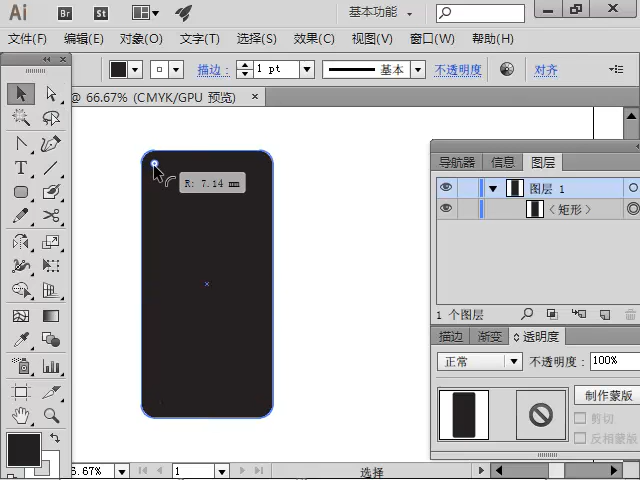 Ai Br St 基本功能
文件(F) 编辑(E) 对象(O) 文字(T) 选择(S) 效果(C) 视图(V) 窗口(W) 帮助(H)
描边: 1 pt 基本 不透明度 对齐
@ 66.67% (CMYK/GPU 预览) ×
R: 7.14 mm
导航器 信息 图层
图层 1
<矩形>
1 个图层
描边 渐变 透明度
正常 不透明度: 100%
制作蒙版
剪切
反相蒙版
6.67% 1 选择